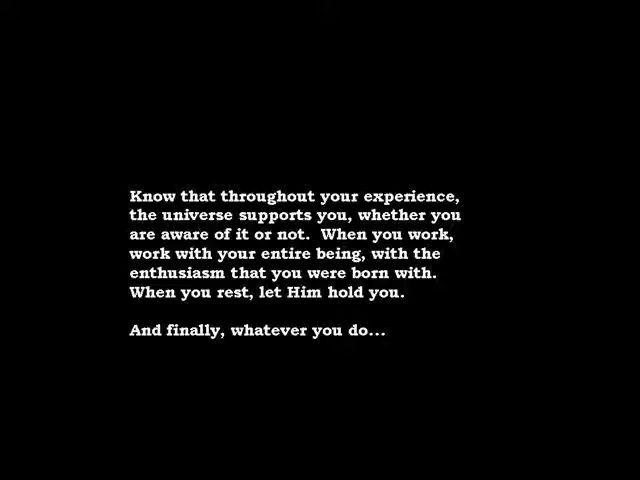 Know that throughout your experience,
the universe supports you, whether you
are aware of it or not.  When you work,
work with your entire being, with the
enthusiasm that you were born with.
When you rest, let Him hold you.
And finally, whatever you do...